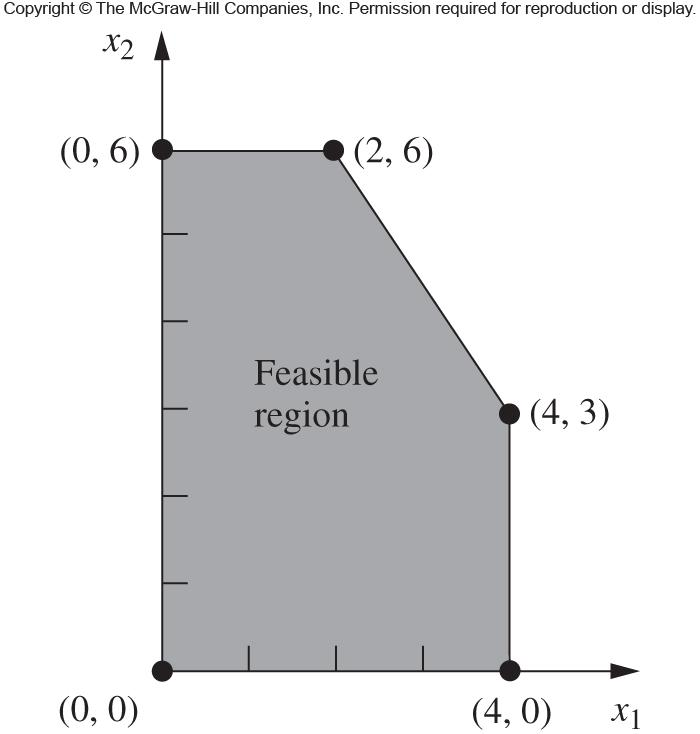 Copyright © The McGraw-Hill Companies, Inc. Permission required for reproduction or display.
x₂
(0, 6)
(2, 6)
Feasible
region
(4, 3)
(0, 0)
(4, 0)
x₁